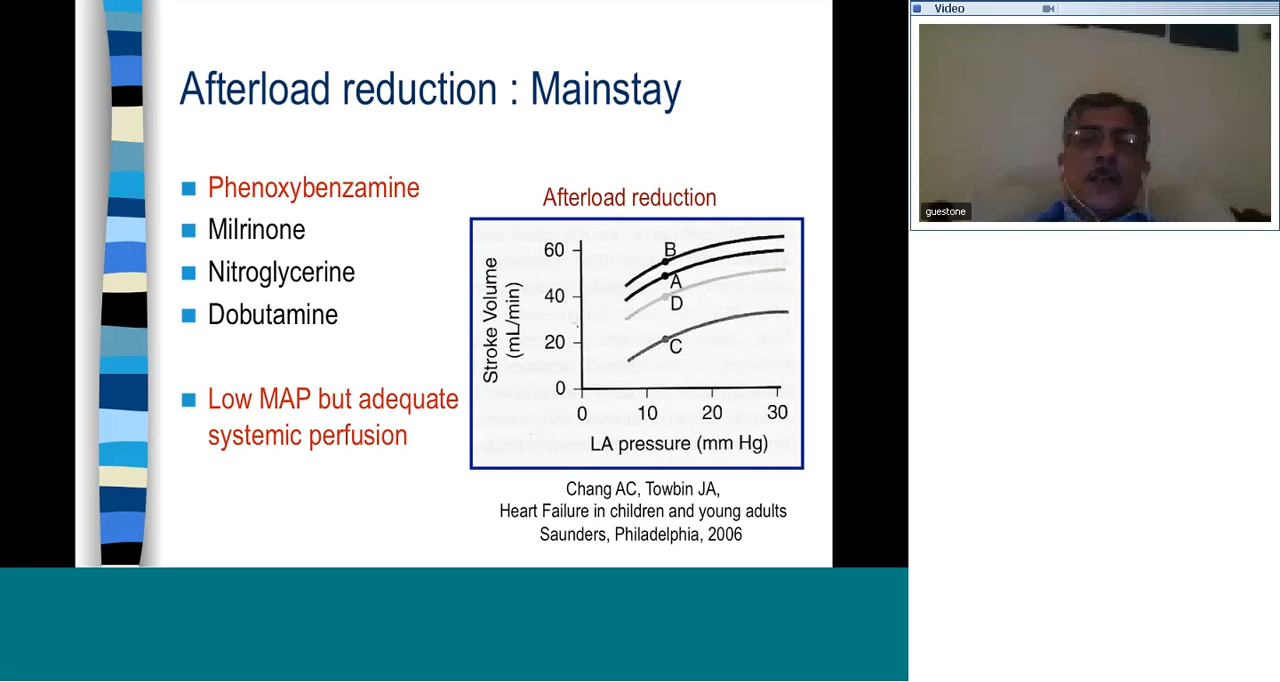 Afterload reduction : Mainstay
Phenoxybenzamine
Milrinone
Nitroglycerine
Dobutamine
Low MAP but adequate
systemic perfusion
Afterload reduction
Stroke Volume
(mL/min)
60
40
20
0
B
A
D
C
0 10 20 30
LA pressure (mm Hg)
Chang AC, Towbin JA,
Heart Failure in children and young adults
Saunders, Philadelphia, 2006
Video
guestone